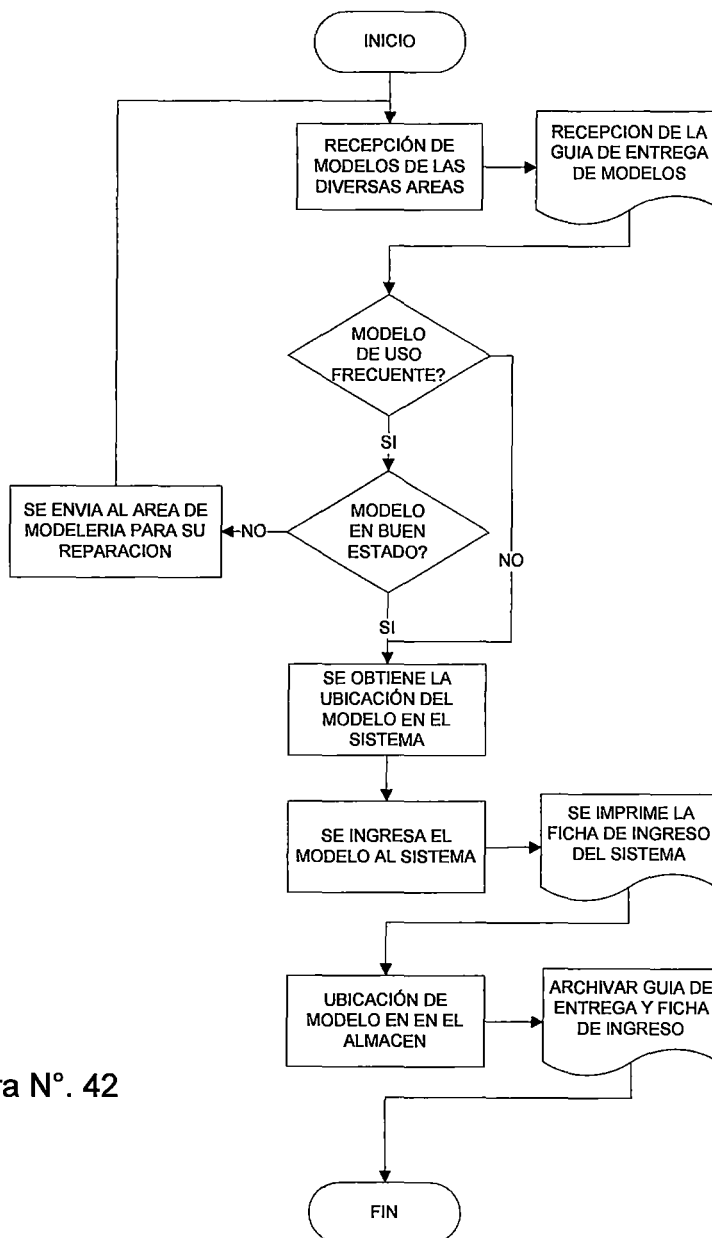 INICIO
RECEPCIÓN DE
MODELOS DE LAS
DIVERSAS AREAS
RECEPCION DE LA
GUIA DE ENTREGA
DE MODELOS
MODELO
DE USO
FRECUENTE?
SI
SE ENVIA AL AREA DE
MODELERIA PARA SU
REPARACION
NO
MODELO
EN BUEN
ESTADO?
NO
SI
SE OBTIENE LA
UBICACIÓN DEL
MODELO EN EL
SISTEMA
SE INGRESA EL
MODELO AL SISTEMA
SE IMPRIME LA
FICHA DE INGRESO
DEL SISTEMA
UBICACIÓN DE
MODELO EN EN EL
ALMACEN
ARCHIVAR GUIA DE
ENTREGA Y FICHA
DE INGRESO
ra N°. 42
FIN